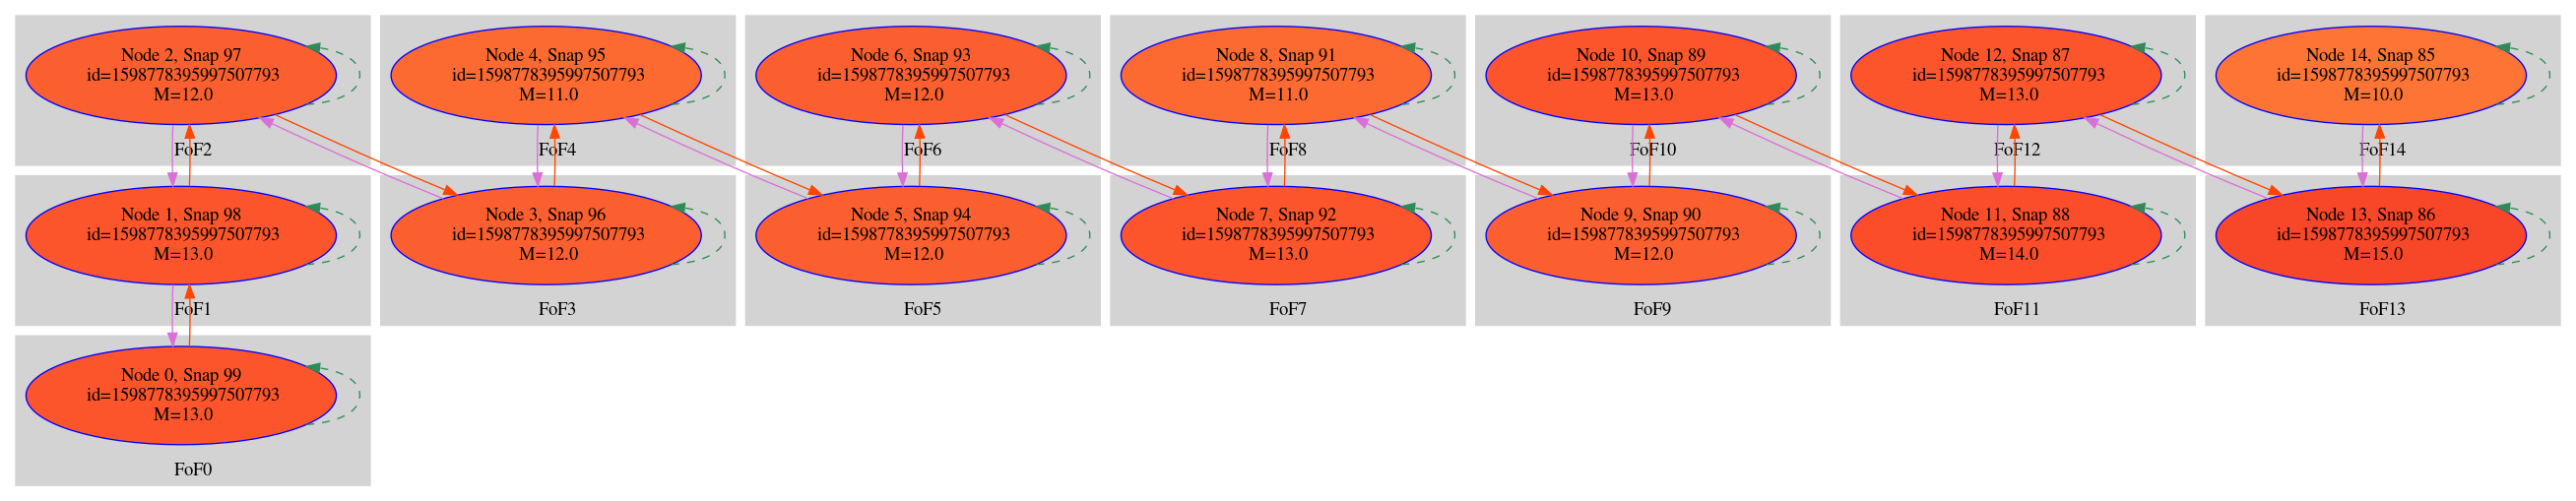 Node 2, Snap 97
id=1598778395997507793
M=12.0
FoF2
Node 4, Snap 95
id=1598778395997507793
M=11.0
FoF4
Node 6, Snap 93
id=1598778395997507793
M=12.0
FoF6
Node 8, Snap 91
id=1598778395997507793
M=11.0
FoF8
Node 10, Snap 89
id=1598778395997507793
M=13.0
FoF10
Node 12, Snap 87
id=1598778395997507793
M=13.0
FoF12
Node 14, Snap 85
id=1598778395997507793
M=10.0
FoF14
Node 1, Snap 98
id=1598778395997507793
M=13.0
FoF1
Node 3, Snap 96
id=1598778395997507793
M=12.0
FoF3
Node 5, Snap 94
id=1598778395997507793
M=12.0
FoF5
Node 7, Snap 92
id=1598778395997507793
M=13.0
FoF7
Node 9, Snap 90
id=1598778395997507793
M=12.0
FoF9
Node 11, Snap 88
id=1598778395997507793
M=14.0
FoF11
Node 13, Snap 86
id=1598778395997507793
M=15.0
FoF13
Node 0, Snap 99
id=1598778395997507793
M=13.0
FoF0